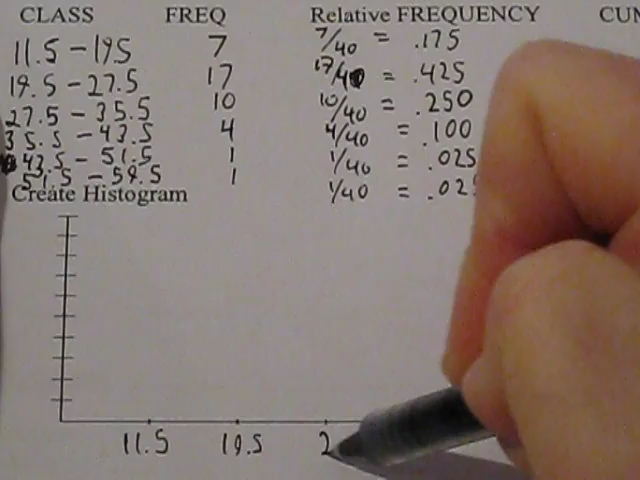 CLASS FREQ Relative FREQUENCY CUN
11.5 - 19.5 7 7/40 = .175
19.5 - 27.5 17 17/40 = .425
27.5 - 35.5 10 10/40 = .250
35.5 - 43.5 4 4/40 = .100
43.5 - 51.5 1 1/40 = .025
51.5 - 59.5 1 1/40 = .025
Create Histogram
11.5 19.5 2